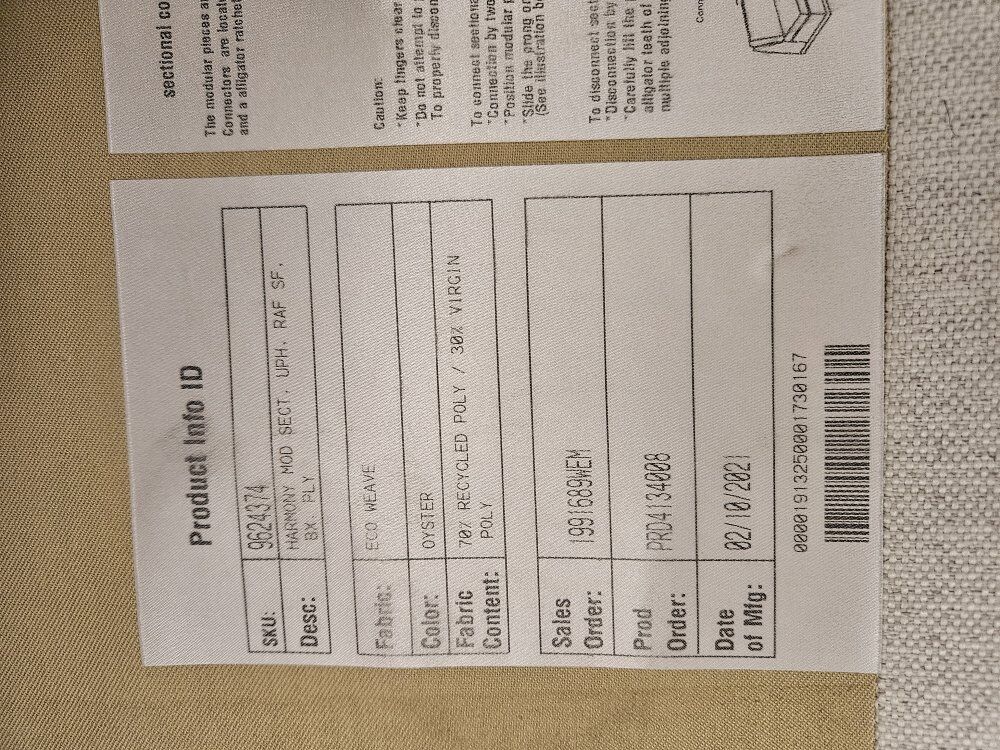 sectional co
The modular pieces a
Connectors are locat
and a alligator ratchet
Caution:
*Keep fingers clear
*Do not attempt to
To properly discon
To connect sectiona
*Connection by two
*Position modular p
*Slide the prong or
(See illustration b
To disconnect sect
*Disconnection by
*Carefully lift the
alligator teeth of
multiple adjoining
Conn
Product Info ID
SKU: 9624374
Desc: HARMONY MOD SECT, UPH, RAF SF,
BX PLY
Fabric: ECO WEAVE
Color: OYSTER
Fabric Content: 70% RECYCLED POLY / 30% VIRGIN
POLY
Sales Order: 1991689WEM
Prod Order: PRD4134008
Date of Mfg: 02/10/2021
00001913250001730167